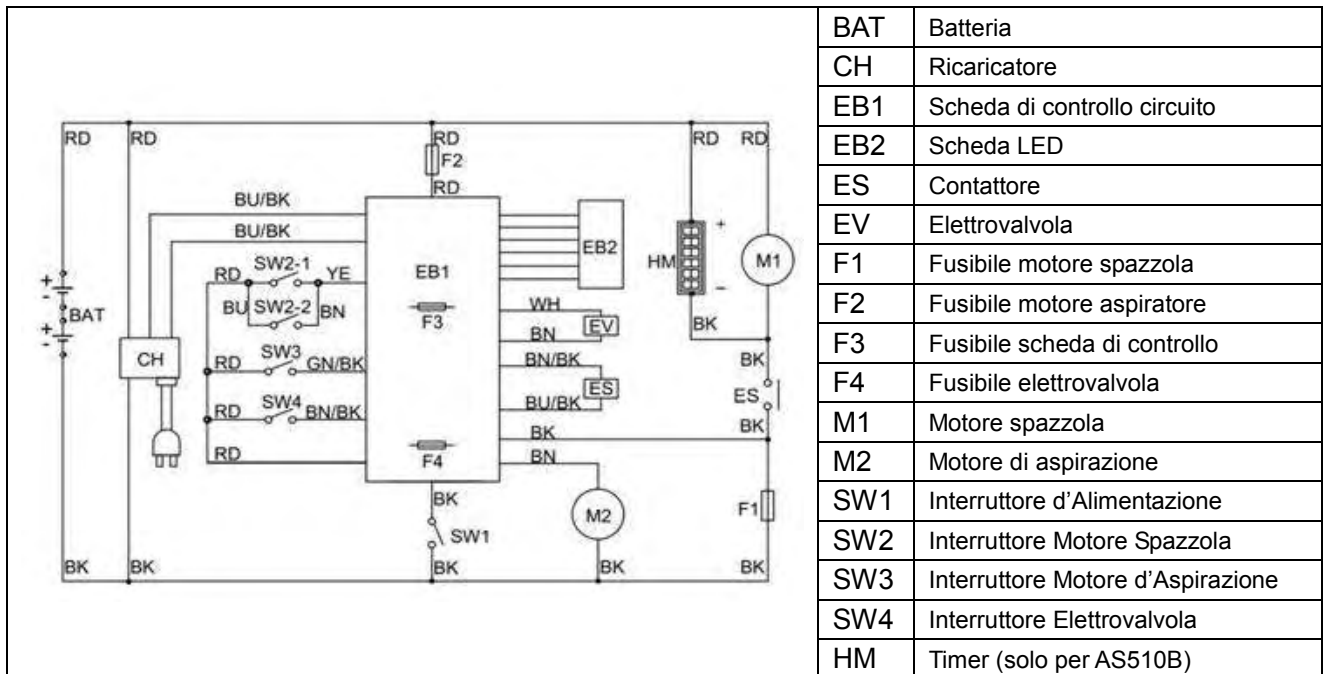 RD RD RD RD RD
F2
RD
BU/BK
BU/BK
SW2-1
RD YE
BU SW2-2 BN
EB1
EB2
HM
+
-
M1
+
-
BAT
+
-
F3
WH
EV
BN
BK
CH
SW3
RD GN/BK
BN/BK
ES
BU/BK
BK
ES
SW4
RD BN/BK
BK
BK
RD
F4
BN
BK
M2
F1
SW1
BK BK BK BK BK
BAT Batteria
CH Ricaricatore
EB1 Scheda di controllo circuito
EB2 Scheda LED
ES Contattore
EV Elettrovalvola
F1 Fusibile motore spazzola
F2 Fusibile motore aspiratore
F3 Fusibile scheda di controllo
F4 Fusibile elettrovalvola
M1 Motore spazzola
M2 Motore di aspirazione
SW1 Interruttore d’Alimentazione
SW2 Interruttore Motore Spazzola
SW3 Interruttore Motore d’Aspirazione
SW4 Interruttore Elettrovalvola
HM Timer (solo per AS510B)